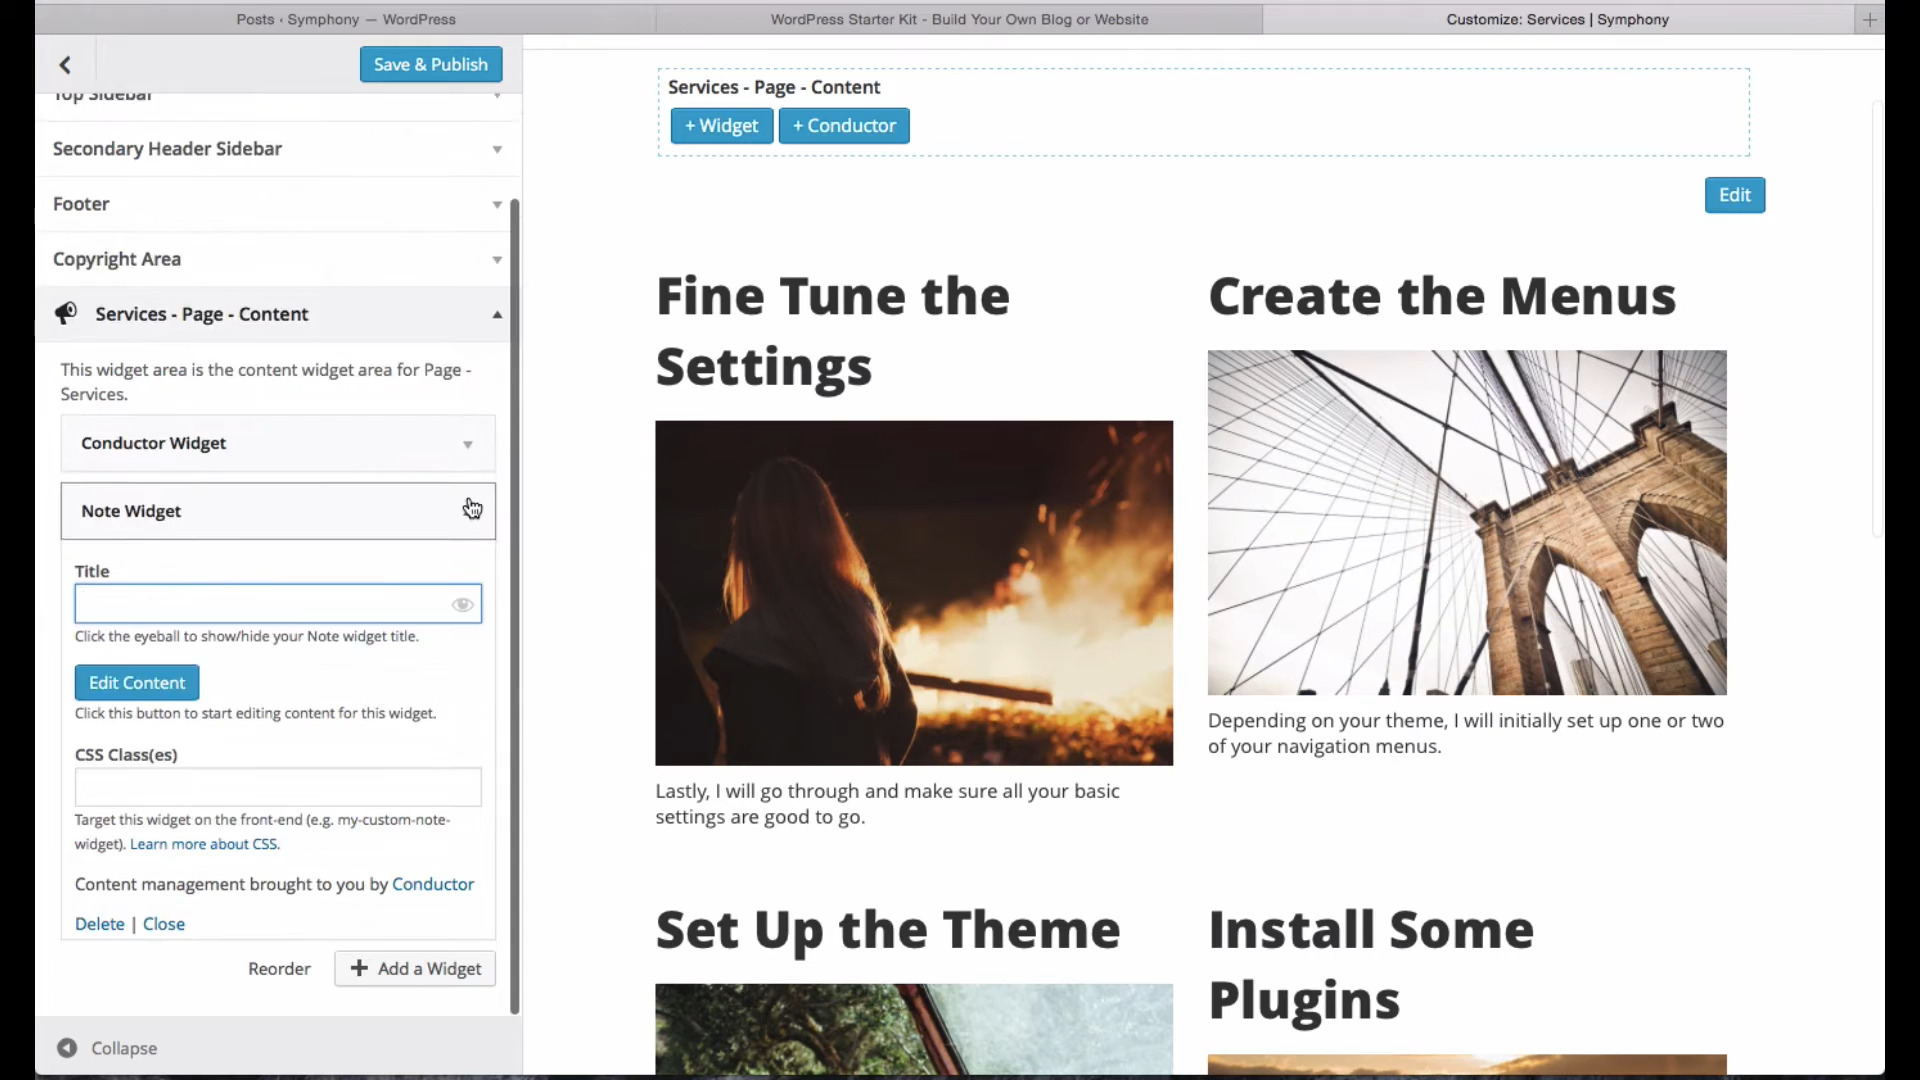 Posts ‹ Symphony — WordPress
WordPress Starter Kit - Build Your Own Blog or Website
Customize: Services | Symphony
Save & Publish
Top Sidebar
Secondary Header Sidebar
Footer
Copyright Area
Services - Page - Content
This widget area is the content widget area for Page -
Services.
Conductor Widget
Note Widget
Title
Click the eyeball to show/hide your Note widget title.
Edit Content
Click this button to start editing content for this widget.
CSS Class(es)
Target this widget on the front-end (e.g. my-custom-note-
widget). Learn more about CSS.
Content management brought to you by Conductor
Delete | Close
Reorder
Add a Widget
Collapse
Services - Page - Content
+ Widget
+ Conductor
Edit
Fine Tune the
Settings
Lastly, I will go through and make sure all your basic
settings are good to go.
Create the Menus
Depending on your theme, I will initially set up one or two
of your navigation menus.
Set Up the Theme
Install Some
Plugins